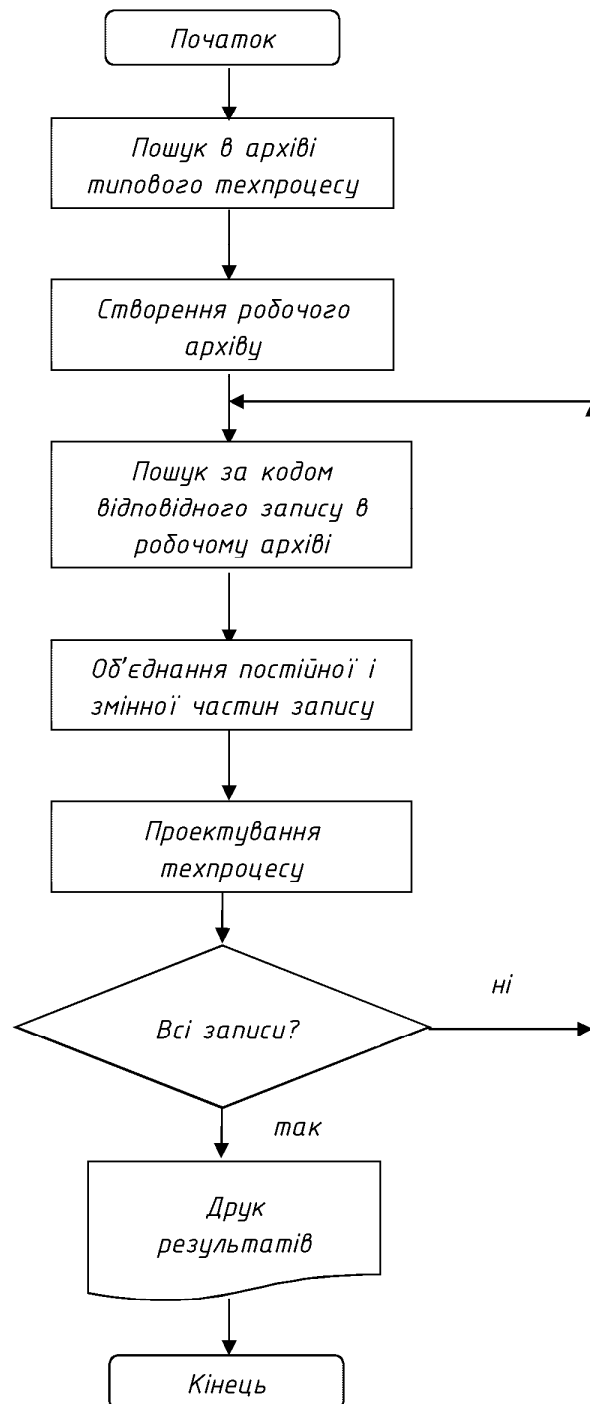 Початок
Пошук в архіві
типового техпроцесу
Створення робочого
архіву
Пошук за кодом
відповідного запису в
робочому архіві
Об'єднання постійної і
змінної частин запису
Проектування
техпроцесу
Всі записи?
ні
так
Друк
результатів
Кінець